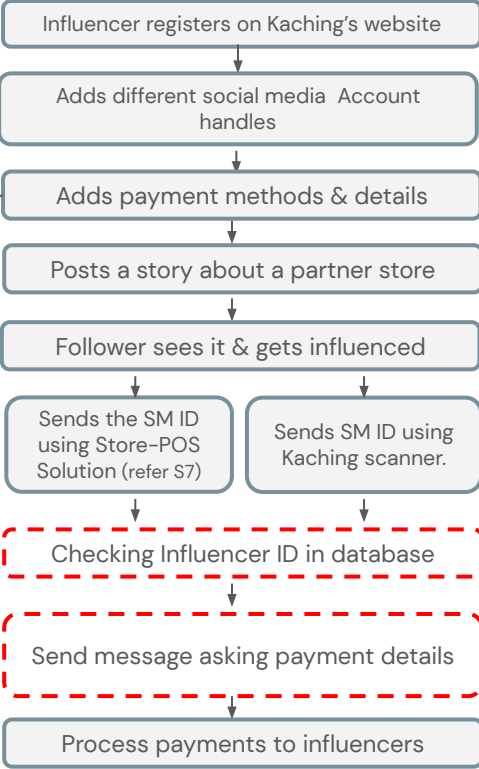 Influencer registers on Kaching's website
Adds different social media Account
handles
Adds payment methods & details
Posts a story about a partner store
Follower sees it & gets influenced
Sends the SM ID
using Store-POS
Solution (refer S7)
Sends SM ID using
Kaching scanner.
Checking Influencer ID in database
Send message asking payment details
Process payments to influencers